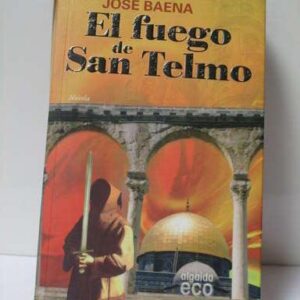 JOSÉ BAENA
El fuego
de
San Telmo
Novela
algaida
eco